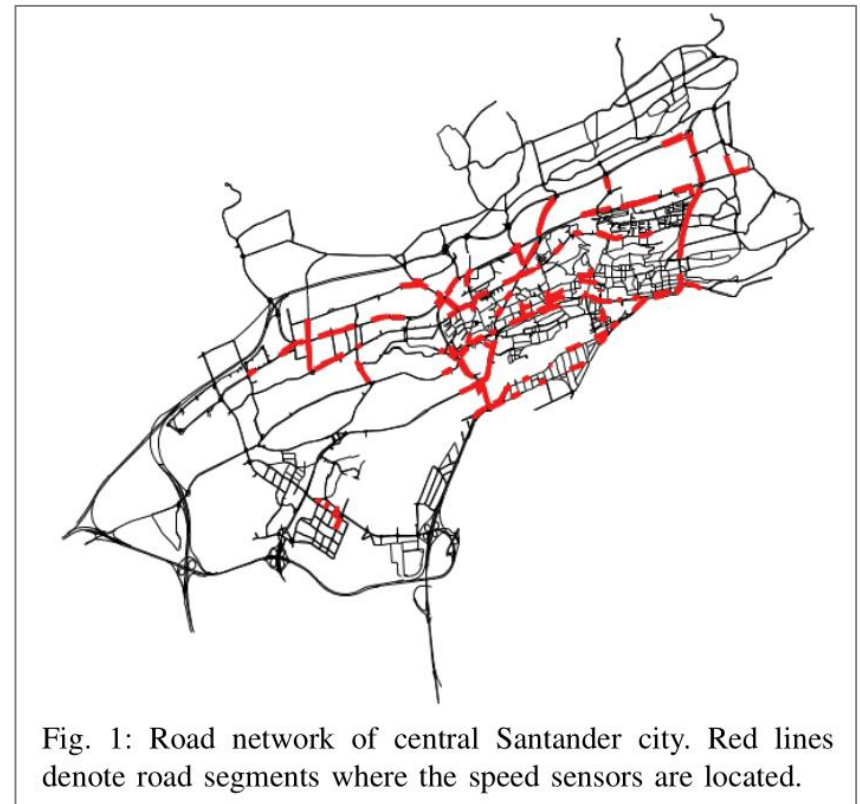 Fig. 1: Road network of central Santander city. Red lines
denote road segments where the speed sensors are located.